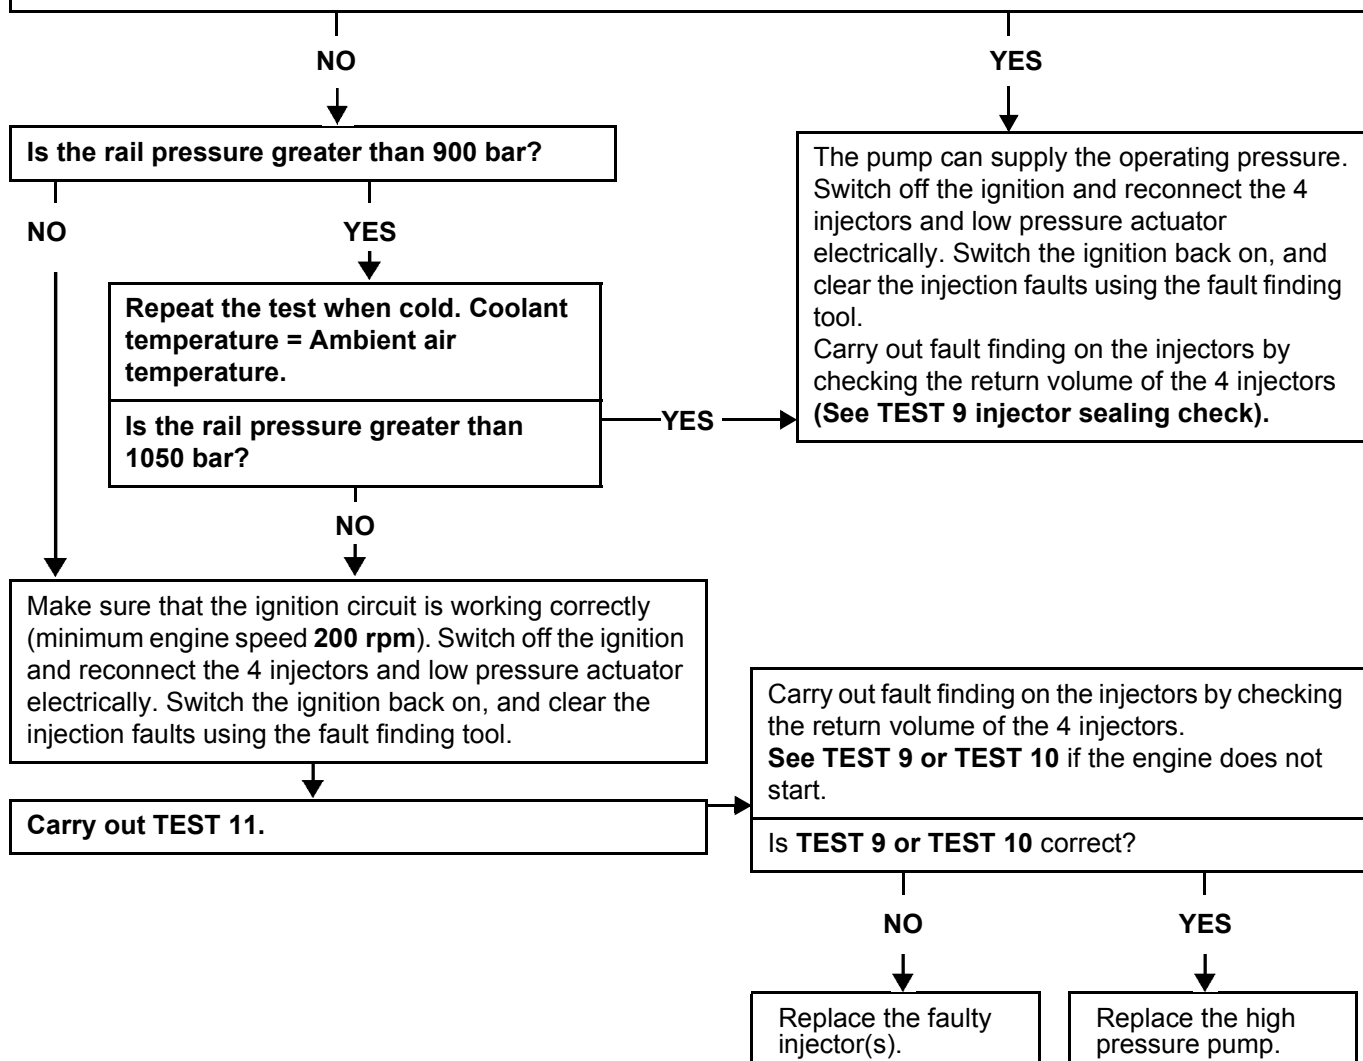 NO
YES
Is the rail pressure greater than 900 bar?
The pump can supply the operating pressure.
Switch off the ignition and reconnect the 4
injectors and low pressure actuator
electrically. Switch the ignition back on, and
clear the injection faults using the fault finding
tool.
Carry out fault finding on the injectors by
checking the return volume of the 4 injectors
(See TEST 9 injector sealing check).
NO
YES
Repeat the test when cold. Coolant
temperature = Ambient air
temperature.
Is the rail pressure greater than
1050 bar?
YES
NO
Make sure that the ignition circuit is working correctly
(minimum engine speed 200 rpm). Switch off the ignition
and reconnect the 4 injectors and low pressure actuator
electrically. Switch the ignition back on, and clear the
injection faults using the fault finding tool.
Carry out TEST 11.
Carry out fault finding on the injectors by checking
the return volume of the 4 injectors.
See TEST 9 or TEST 10 if the engine does not
start.
Is TEST 9 or TEST 10 correct?
NO
YES
Replace the faulty
injector(s).
Replace the high
pressure pump.